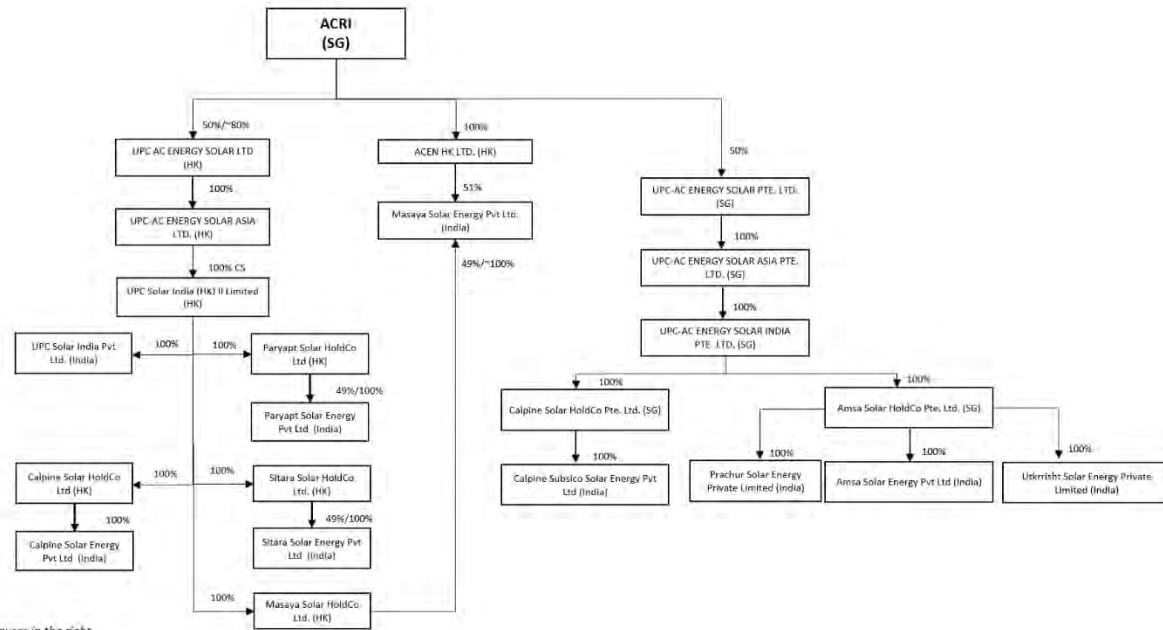 ACRI
(SG)
50%/~80%
100%
50%
UPC AC ENERGY SOLAR LTD
(HK)
ACEN HK LTD. (HK)
UPC-AC ENERGY SOLAR PTE. LTD.
(SG)
100%
51%
100%
UPC-AC ENERGY SOLAR ASIA
LTD. (HK)
Masaya Solar Energy Pvt Ltd.
(India)
UPC-AC ENERGY SOLAR ASIA PTE.
LTD. (SG)
100% CS
49%/~100%
100%
UPC Solar India (HK) II Limited
(HK)
UPC-AC ENERGY SOLAR INDIA
PTE. LTD. (SG)
UPC Solar India Pvt
Ltd. (India)
100%
100%
Paryapt Solar HoldCo
Ltd (HK)
49%/100%
Paryapt Solar Energy
Pvt Ltd (India)
100%
100%
Calpine Solar HoldCo Pte. Ltd. (SG)
Amsa Solar HoldCo Pte. Ltd. (SG)
100%
100%
100%
100%
Calpine Subsico Solar Energy Pvt
Ltd (India)
Prachur Solar Energy
Private Limited (India)
Amsa Solar Energy Pvt Ltd (India)
Utkrrisht Solar Energy Private
Limited (India)
Calpine Solar HoldCo
Ltd (HK)
100%
100%
Sitara Solar HoldCo
Ltd. (HK)
100%
49%/100%
Calpine Solar Energy
Pvt Ltd (India)
Sitara Solar Energy Pvt
Ltd (India)
100%
Masaya Solar HoldCo
Ltd. (HK)
in the right